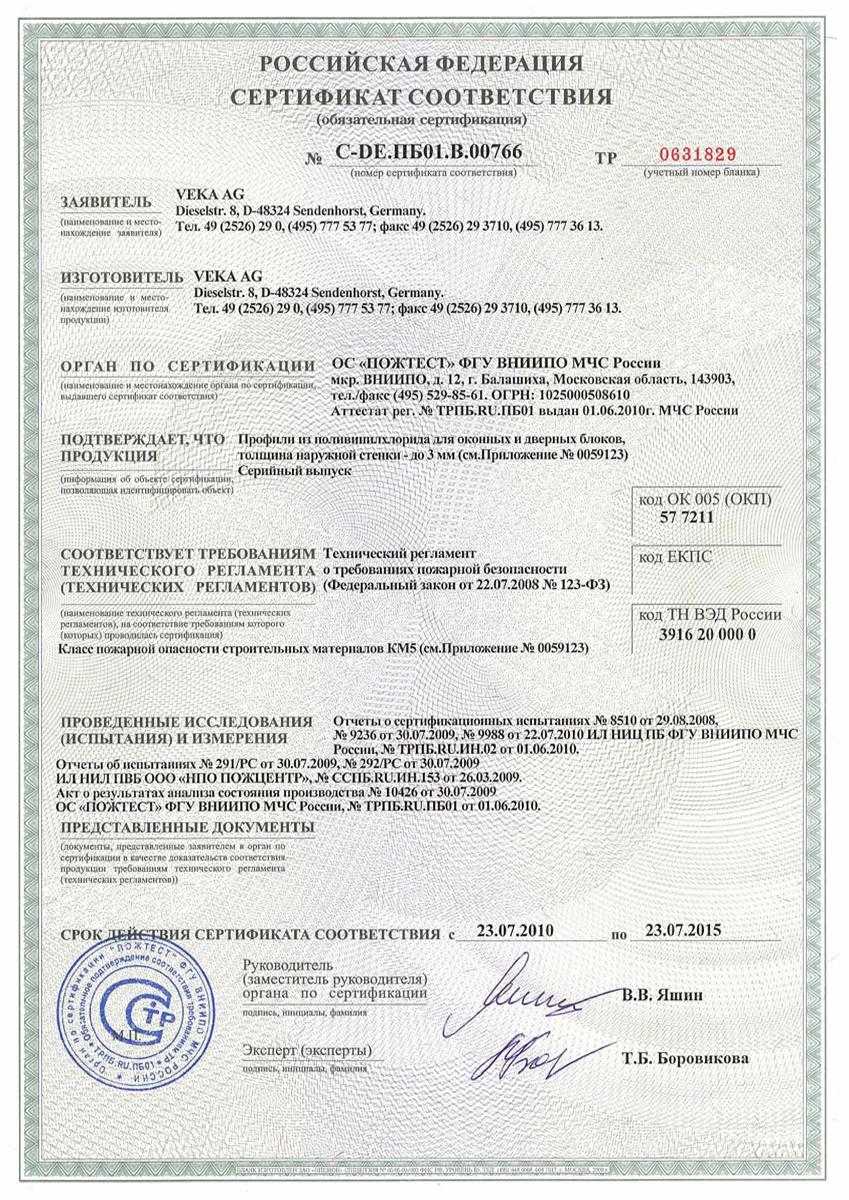 РОССИЙСКАЯ ФЕДЕРАЦИЯ
СЕРТИФИКАТ СООТВЕТСТВИЯ
(обязательная сертификация)
№ C-DE.ПБ01.В.00766 ТР 0631829
(номер сертификата соответствия) (учетный номер бланка)
ЗАЯВИТЕЛЬ VEKA AG
(наименование и место- Dieselstr. 8, D-48324 Sendenhorst, Germany.
нахождение заявителя) Тел. 49 (2526) 29 0, (495) 777 53 77; факс 49 (2526) 29 3710, (495) 777 36 13.
ИЗГОТОВИТЕЛЬ VEKA AG
(наименование и место- Dieselstr. 8, D-48324 Sendenhorst, Germany.
нахождение изготовителя Тел. 49 (2526) 29 0, (495) 777 53 77; факс 49 (2526) 29 3710, (495) 777 36 13.
продукции)
ОРГАН ПО СЕРТИФИКАЦИИ ОС «ПОЖТЕСТ» ФГУ ВНИИПО МЧС России
(наименование и местонахождение органа по сертификации, мкр. ВНИИПО, д. 12, г. Балашиха, Московская область, 143903,
выдавшего сертификат соответствия) тел./факс (495) 529-85-61. ОГРН: 1025000508610
Аттестат рег. № ТРПБ.RU.ПБ01 выдан 01.06.2010г. МЧС России
ПОДТВЕРЖДАЕТ, ЧТО Профили из поливинилхлорида для оконных и дверных блоков,
ПРОДУКЦИЯ толщина наружной стенки - до 3 мм (см.Приложение № 0059123)
(информация об объекте сертификации, Серийный выпуск
позволяющая идентифицировать объект)
код ОК 005 (ОКП)
57 7211
СООТВЕТСТВУЕТ ТРЕБОВАНИЯМ Технический регламент
ТЕХНИЧЕСКОГО РЕГЛАМЕНТА о требованиях пожарной безопасности
(ТЕХНИЧЕСКИХ РЕГЛАМЕНТОВ) (Федеральный закон от 22.07.2008 № 123-ФЗ)
код ЕКПС
(наименование технического регламента (технических
регламентов), на соответствие требованиям которого
(которых) проводилась сертификация)
код ТН ВЭД России
3916 20 000 0
Класс пожарной опасности строительных материалов КМ5 (см.Приложение № 0059123)
ПРОВЕДЕННЫЕ ИССЛЕДОВАНИЯ Отчеты о сертификационных испытаниях № 8510 от 29.08.2008,
(ИСПЫТАНИЯ) И ИЗМЕРЕНИЯ № 9236 от 30.07.2009, № 9988 от 22.07.2010 ИЛ НИЦ ПБ ФГУ ВНИИПО МЧС
России, № ТРПБ.RU.ИН.02 от 01.06.2010.
Отчеты об испытаниях № 291/РС от 30.07.2009, № 292/РС от 30.07.2009
ИЛ НИЛ ПВБ ООО «НПО ПОЖЦЕНТР», № ССПБ.RU.ИН.153 от 26.03.2009.
Акт о результатах анализа состояния производства № 10426 от 30.07.2009
ОС «ПОЖТЕСТ» ФГУ ВНИИПО МЧС России, № ТРПБ.RU.ПБ01 от 01.06.2010.
ПРЕДСТАВЛЕННЫЕ ДОКУМЕНТЫ
(документы, представленные заявителем в орган по
сертификации в качестве доказательств соответствия
продукции требованиям технического регламента
(технических регламентов))
СРОК ДЕЙСТВИЯ СЕРТИФИКАТА СООТВЕТСТВИЯ с 23.07.2010 по 23.07.2015
Руководитель
(заместитель руководителя)
органа по сертификации В.В. Яшин
подпись, инициалы, фамилия
Эксперт (эксперты) Т.Б. Боровикова
подпись, инициалы, фамилия
М.П.
Орган по сертификации "ПОЖТЕСТ" ФГУ ВНИИПО МЧС РОССИИ
Обязательное подтверждение соответствия требованиям ТР
ТРПБ.RU.ПБ01
ТР